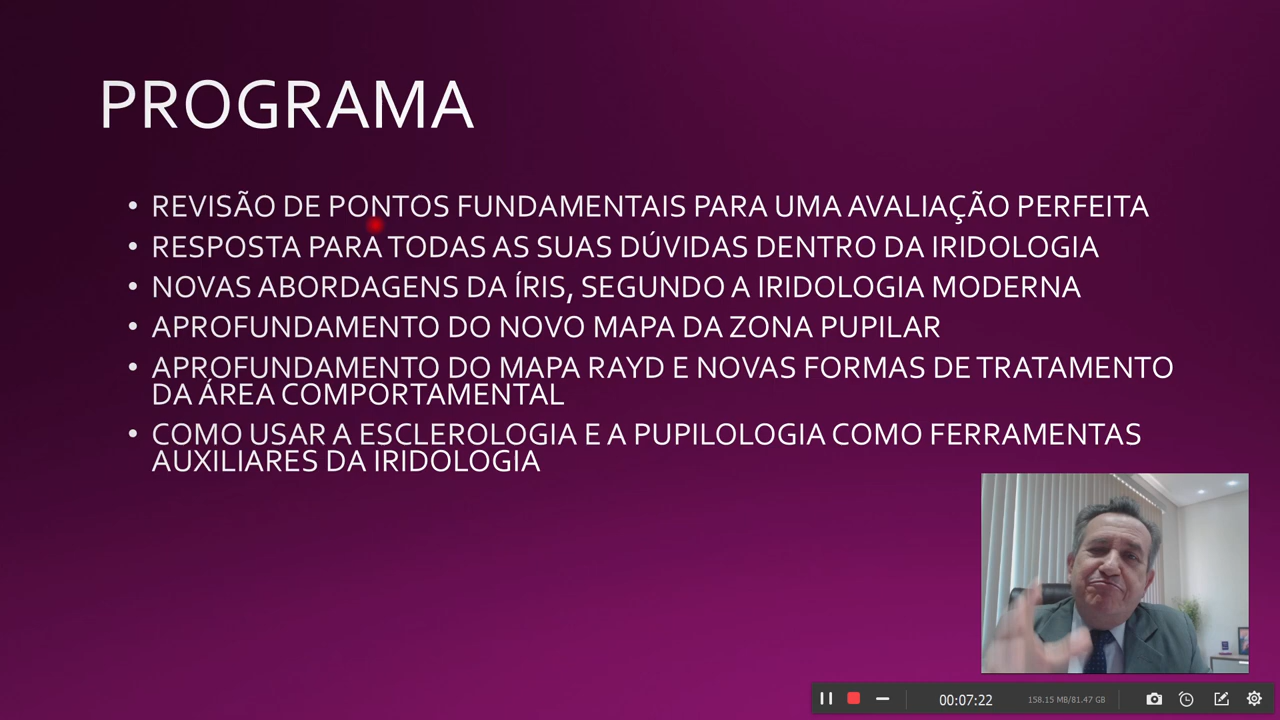 PROGRAMA
• REVISÃO DE PONTOS FUNDAMENTAIS PARA UMA AVALIAÇÃO PERFEITA
• RESPOSTA PARA TODAS AS SUAS DÚVIDAS DENTRO DA IRIDOLOGIA
• NOVAS ABORDAGENS DA ÍRIS, SEGUNDO A IRIDOLOGIA MODERNA
• APROFUNDAMENTO DO NOVO MAPA DA ZONA PUPILAR
• APROFUNDAMENTO DO MAPA RAYD E NOVAS FORMAS DE TRATAMENTO
DA ÁREA COMPORTAMENTAL
• COMO USAR A ESCLEROLOGIA E A PUPILOLOGIA COMO FERRAMENTAS
AUXILIARES DA IRIDOLOGIA
00:07:22 158.15 MB/81.47 GB